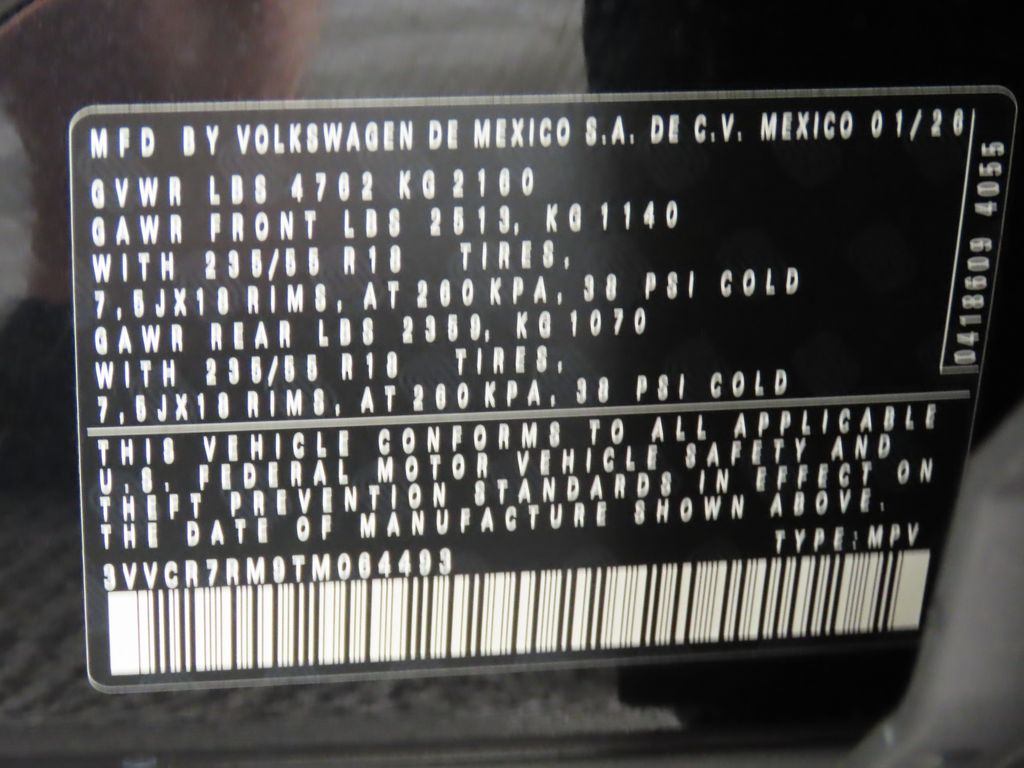 MFD BY VOLKSWAGEN DE MEXICO S.A. DE C.V. MEXICO 01/26
GVWR LBS 4762 KG 2160
GAWR FRONT LBS 2513, KG 1140
WITH 235/55 R18 TIRES,
7,5JX18 RIMS, AT 260 KPA, 38 PSI COLD
GAWR REAR LBS 2359, KG 1070
WITH 235/55 R18 TIRES,
7,5JX18 RIMS, AT 260 KPA, 38 PSI COLD
THIS VEHICLE CONFORMS TO ALL APPLICABLE
U.S. FEDERAL MOTOR VEHICLE SAFETY AND
THEFT PREVENTION STANDARDS IN EFFECT ON
THE DATE OF MANUFACTURE SHOWN ABOVE.
TYPE: MPV
3VVCR7RM9TM064493
0418609 4055